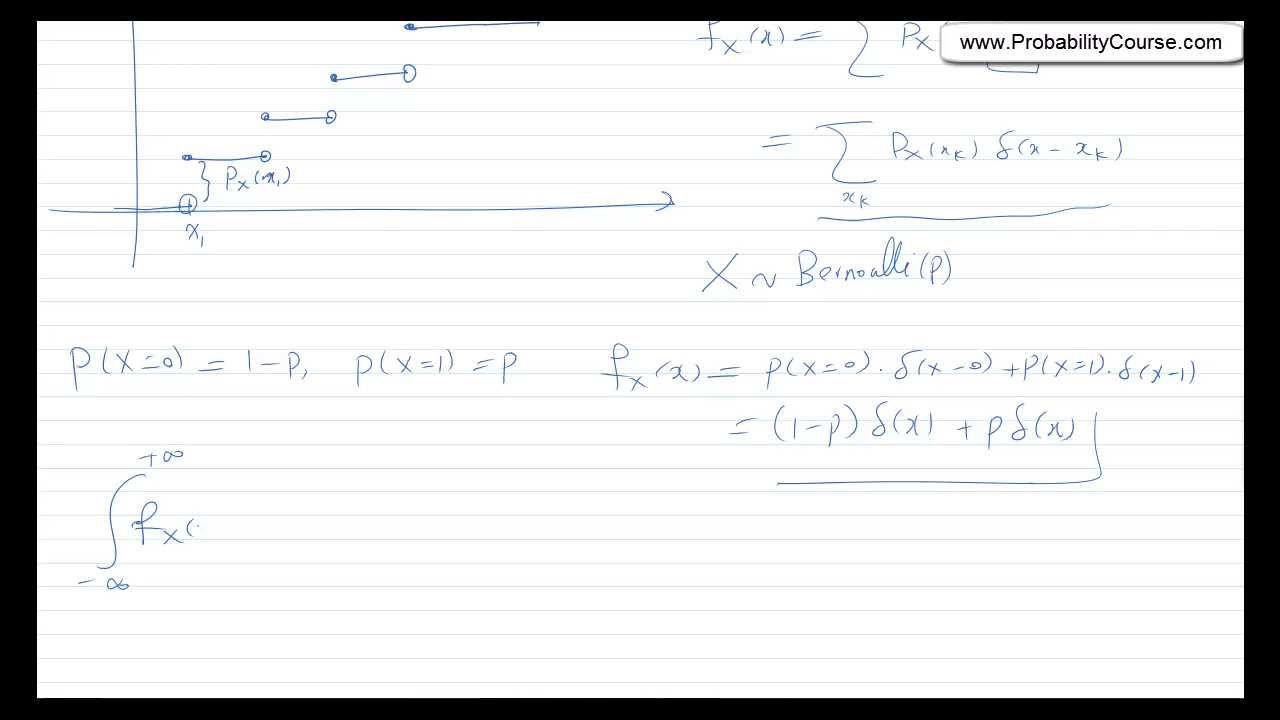 www.ProbabilityCourse.com
f_X(x) = ∑ P_X
= ∑_{x_k} P_X(x_k) δ(x - x_k)
} P_X(x_1)
x_1
X ~ Bernoulli(p)
P(X=0) = 1-p, P(X=1) = p
f_X(x) = P(X=0) . δ(x-0) + P(X=1) . δ(x-1)
= (1-p) δ(x) + p δ(x)
∫_{-∞}^{+∞} f_X(